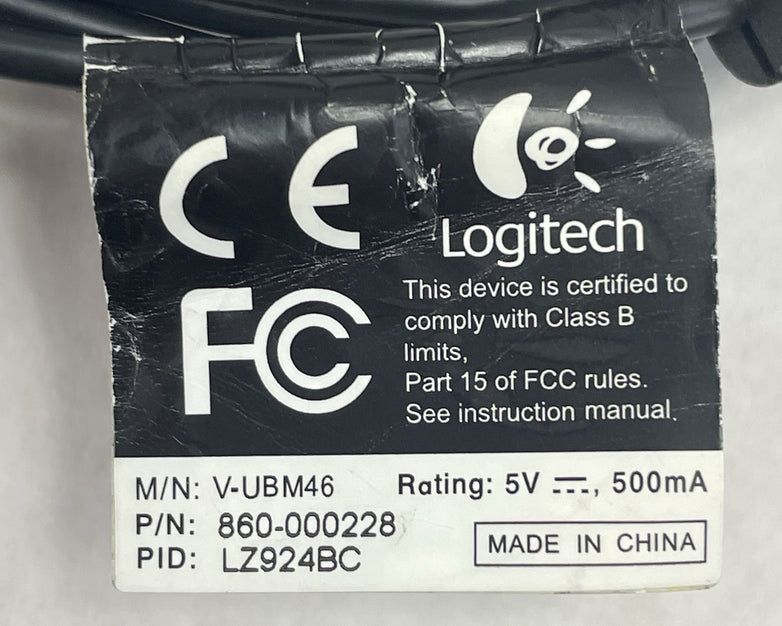 CE
Logitech
FC
This device is certified to
comply with Class B
limits,
Part 15 of FCC rules.
See instruction manual.
M/N: V-UBM46 Rating: 5V ⎓, 500mA
P/N: 860-000228
PID: LZ924BC
MADE IN CHINA